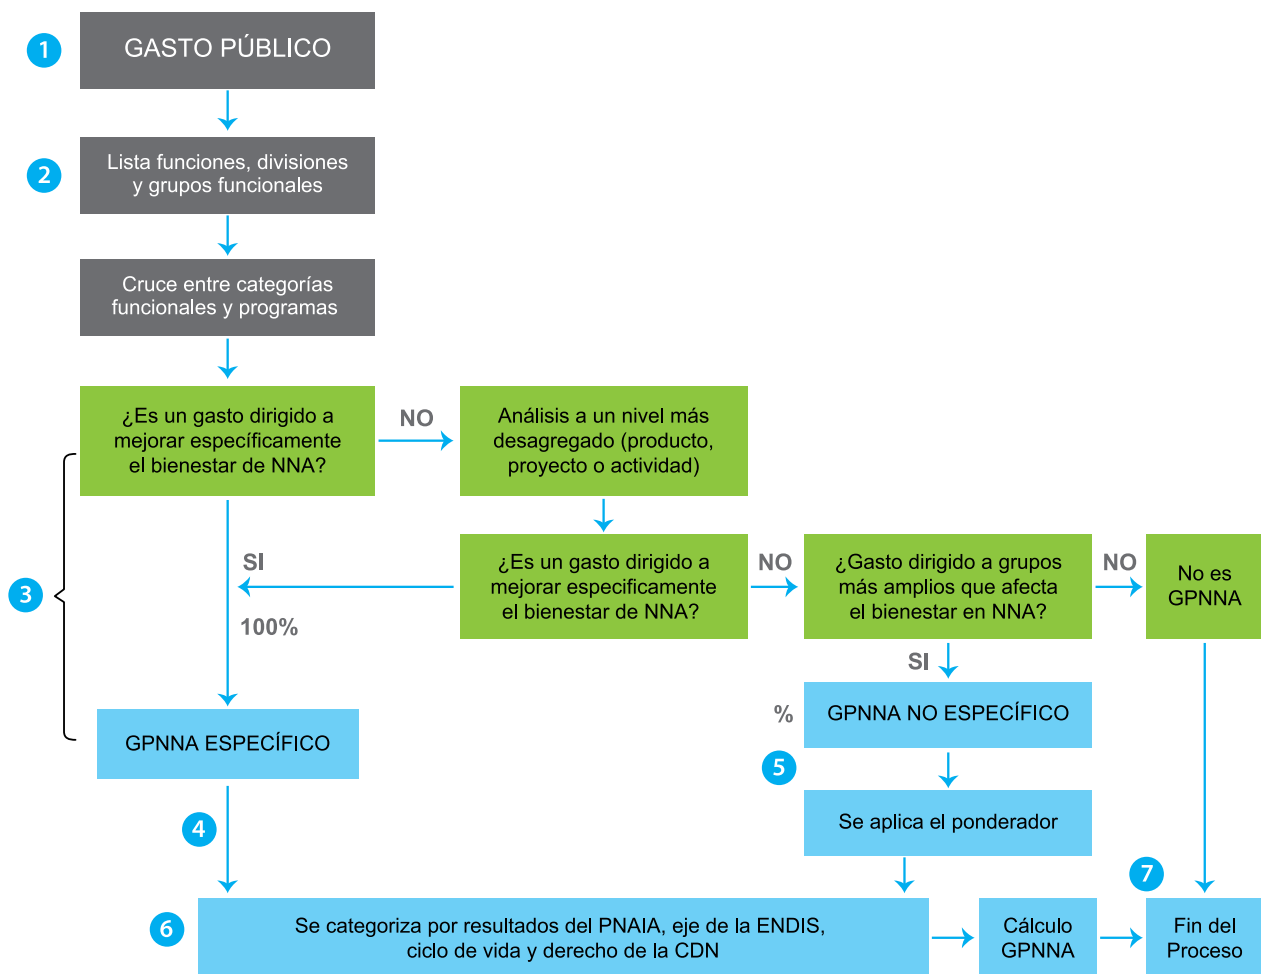 1
GASTO PÚBLICO
2
Lista funciones, divisiones
y grupos funcionales
Cruce entre categorías
funcionales y programas
3
¿Es un gasto dirigido a
mejorar específicamente
el bienestar de NNA?
NO
Análisis a un nivel más
desagregado (producto,
proyecto o actividad)
SI
100%
¿Es un gasto dirigido a
mejorar especificamente
el bienestar de NNA?
NO
¿Gasto dirigido a grupos
más amplios que afecta
el bienestar en NNA?
NO
No es
GPNNA
SI
GPNNA ESPECÍFICO
%
GPNNA NO ESPECÍFICO
5
Se aplica el ponderador
4
6
Se categoriza por resultados del PNAIA, eje de la ENDIS,
ciclo de vida y derecho de la CDN
Cálculo
GPNNA
7
Fin del
Proceso